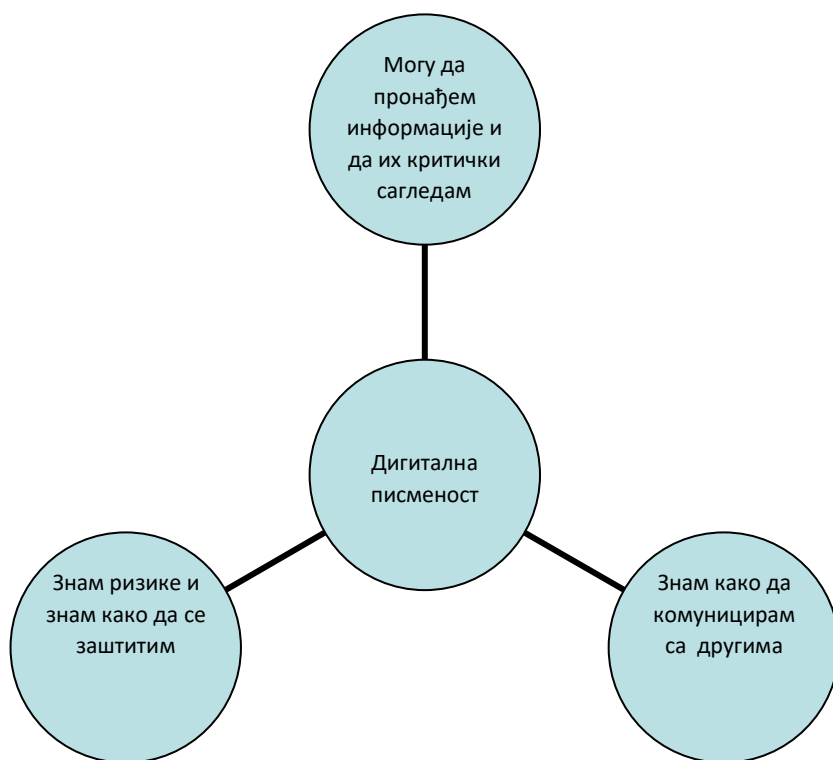 Могу да
пронађем
информације и
да их критички
сагледам
Дигитална
писменост
Знам ризике и
знам како да се
заштитим
Знам како да
комуницирам
са  другима